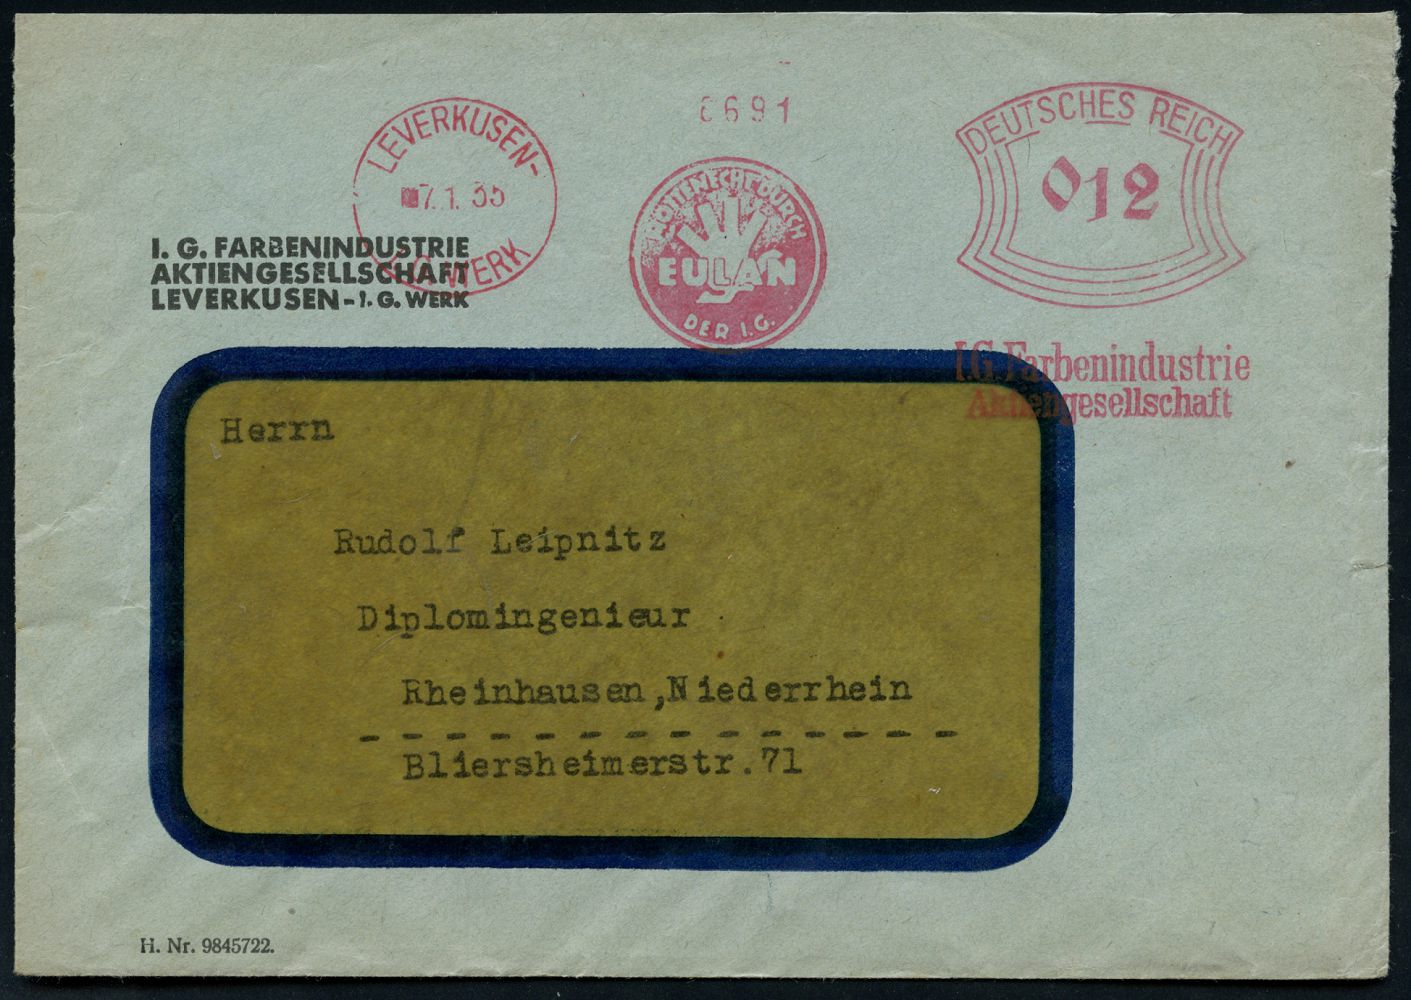 LEVERKUSEN-
7.1.35
I.G. WERK
6691
MOTTENECHT DURCH
EULAN
DER I.G.
DEUTSCHES REICH
012
I.G. Farbenindustrie
Aktiengesellschaft
I. G. FARBENINDUSTRIE
AKTIENGESELLSCHAFT
LEVERKUSEN-I.G. WERK
Herrn
Rudolf Leipnitz
Diplomingenieur
Rheinhausen,Niederrhein
- - - - - - - - - - - - - -
Bliersheimerstr.71
H. Nr. 9845722.